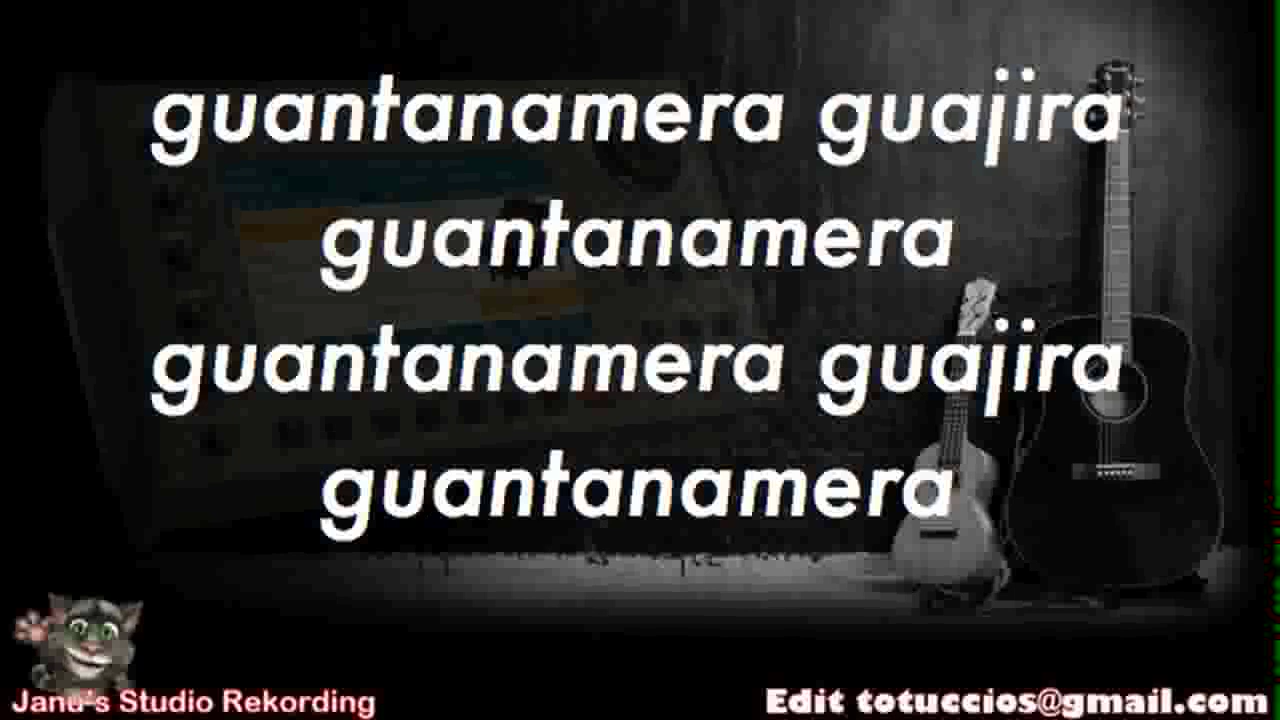 guantanamera guajira
guantanamera
guantanamera guajira
guantanamera
Janu's Studio Rekording
Edit totuccios@gmail.com